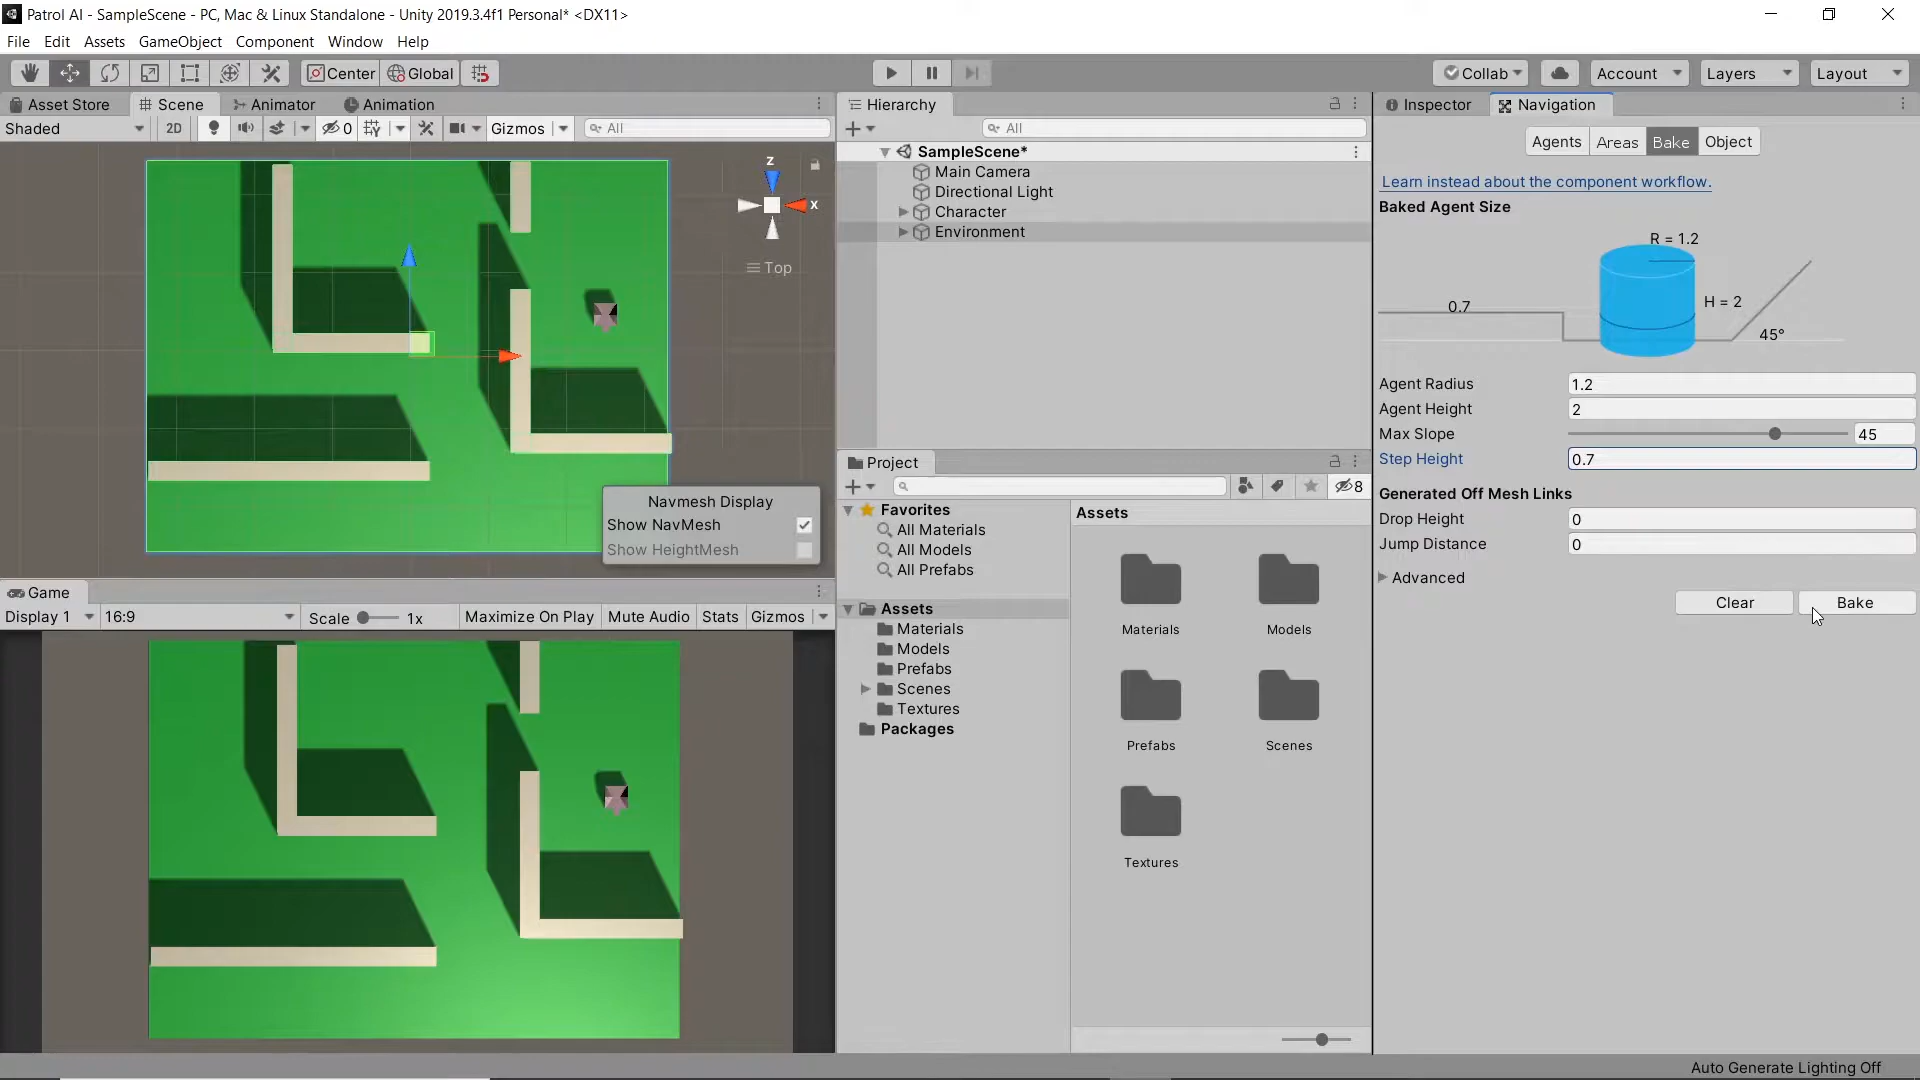 Patrol AI - SampleScene - PC, Mac & Linux Standalone - Unity 2019.3.4f1 Personal* <DX11>
File Edit Assets GameObject Component Window Help
Center Global Collab Account Layers Layout
Asset Store Scene Animator Animation
Shaded 2D 0 Gizmos All
z
x
Top
Navmesh Display
Show NavMesh
Show HeightMesh
Game
Display 1 16:9 Scale 1x Maximize On Play Mute Audio Stats Gizmos
Hierarchy
All
SampleScene*
Main Camera
Directional Light
Character
Environment
Project
8
Favorites
All Materials
All Models
All Prefabs
Assets
Materials
Models
Prefabs
Scenes
Textures
Packages
Assets
Materials Models
Prefabs Scenes
Textures
Inspector Navigation
Agents Areas Bake Object
Learn instead about the component workflow.
Baked Agent Size
R = 1.2
0.7
H = 2
45°
Agent Radius 1.2
Agent Height 2
Max Slope 45
Step Height 0.7
Generated Off Mesh Links
Drop Height 0
Jump Distance 0
Advanced
Clear Bake
Auto Generate Lighting Off